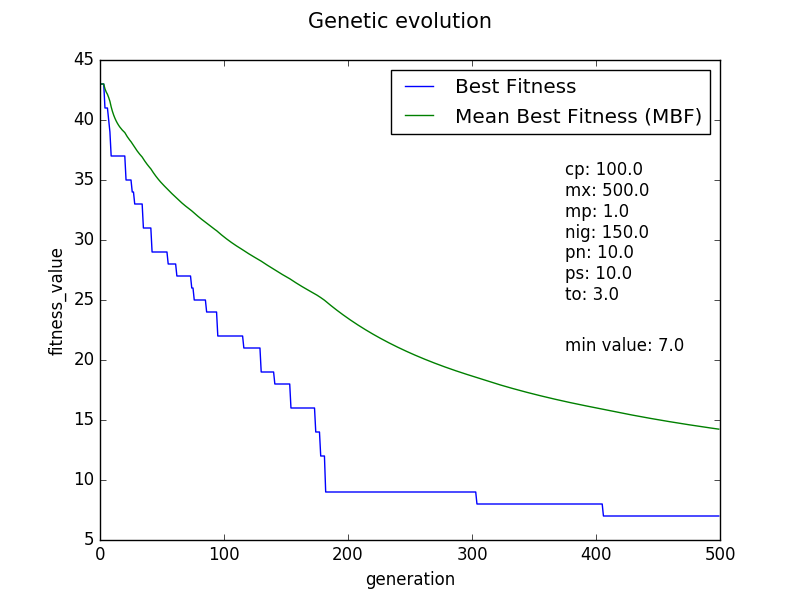 Genetic evolution
45
40
35
30
25
20
15
10
5
fitness_value
Best Fitness
Mean Best Fitness (MBF)
cp: 100.0
mx: 500.0
mp: 1.0
nig: 150.0
pn: 10.0
ps: 10.0
to: 3.0
min value: 7.0
0 100 200 300 400 500
generation